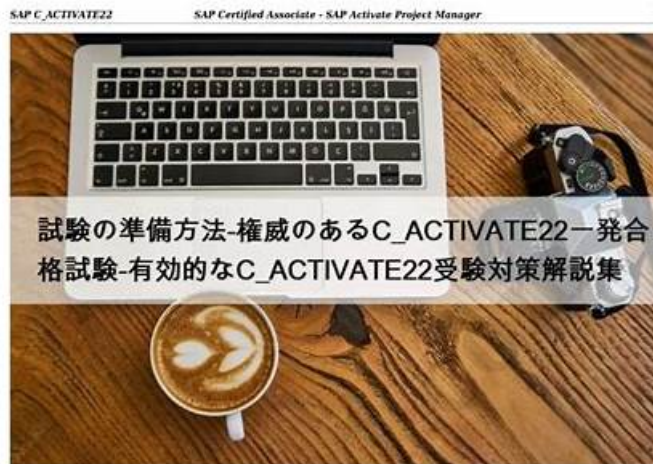 SAP C_ACTIVATE22 SAP Certified Associate - SAP Activate Project Manager
試験の準備方法-権威のあるC_ACTIVATE22一発合
格試験-有効的なC_ACTIVATE22受験対策解説集